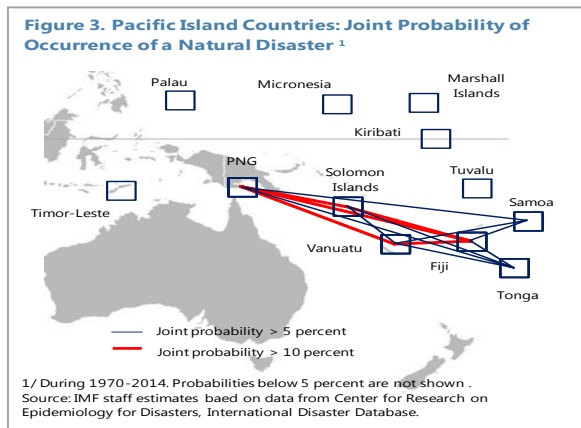 Figure 3. Pacific Island Countries: Joint Probability of
Occurrence of a Natural Disaster 1
Palau
Micronesia
Marshall
Islands
Kiribati
PNG
Solomon
Islands
Tuvalu
Samoa
Timor-Leste
Vanuatu
Fiji
Tonga
Joint probability > 5 percent
Joint probability > 10 percent
1/ During 1970-2014. Probabilities below 5 percent are not shown .
Source: IMF staff estimates baed on data from Center for Research on
Epidemiology for Disasters, International Disaster Database.